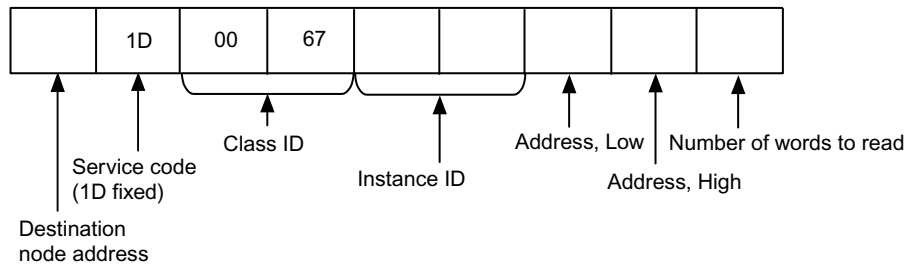 1D 00 67
Class ID
Address, Low
Number of words to read
Service code
(1D fixed)
Instance ID
Address, High
Destination
node address